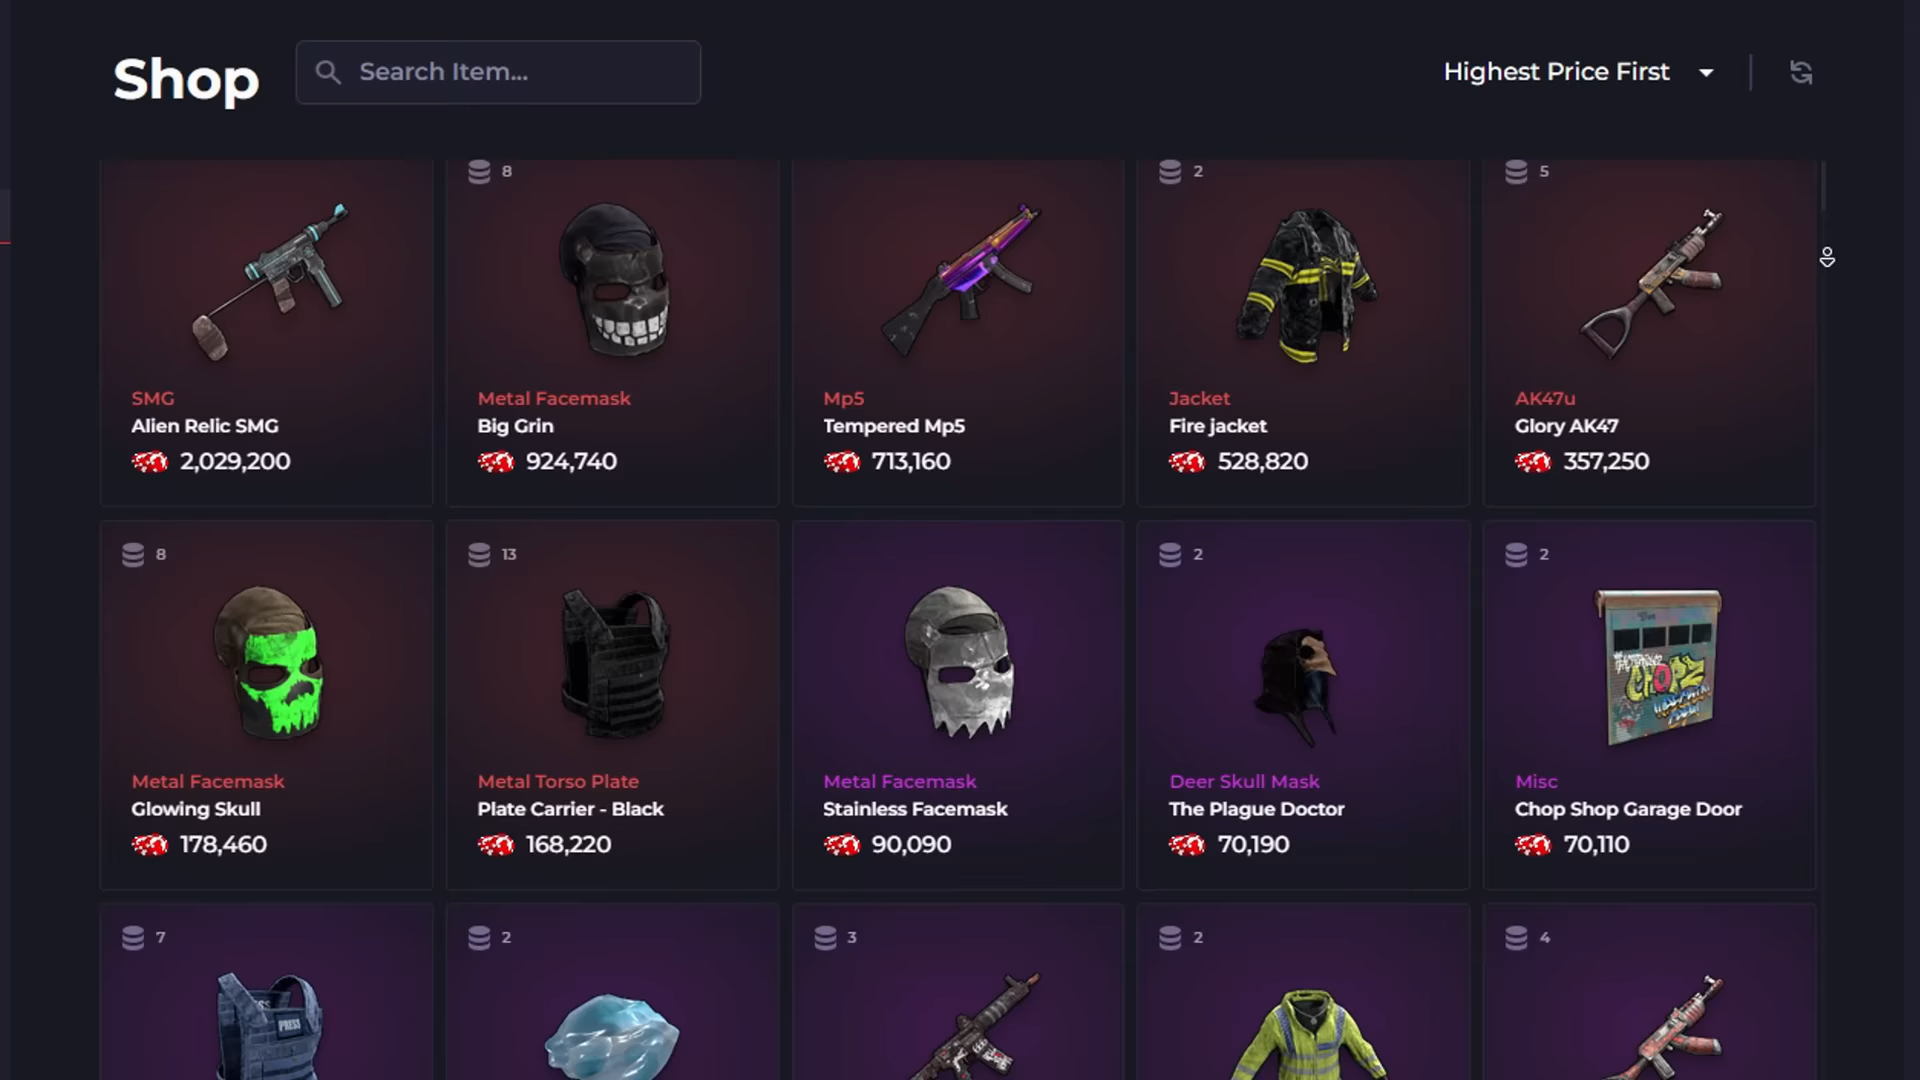 Shop
Search Item...
Highest Price First
8
2
5
SMG
Alien Relic SMG
2,029,200
Metal Facemask
Big Grin
924,740
Mp5
Tempered Mp5
713,160
Jacket
Fire jacket
528,820
AK47u
Glory AK47
357,250
8
13
2
2
CHOPZ
Metal Facemask
Glowing Skull
178,460
Metal Torso Plate
Plate Carrier - Black
168,220
Metal Facemask
Stainless Facemask
90,090
Deer Skull Mask
The Plague Doctor
70,190
Misc
Chop Shop Garage Door
70,110
7
2
3
2
4
PRESS